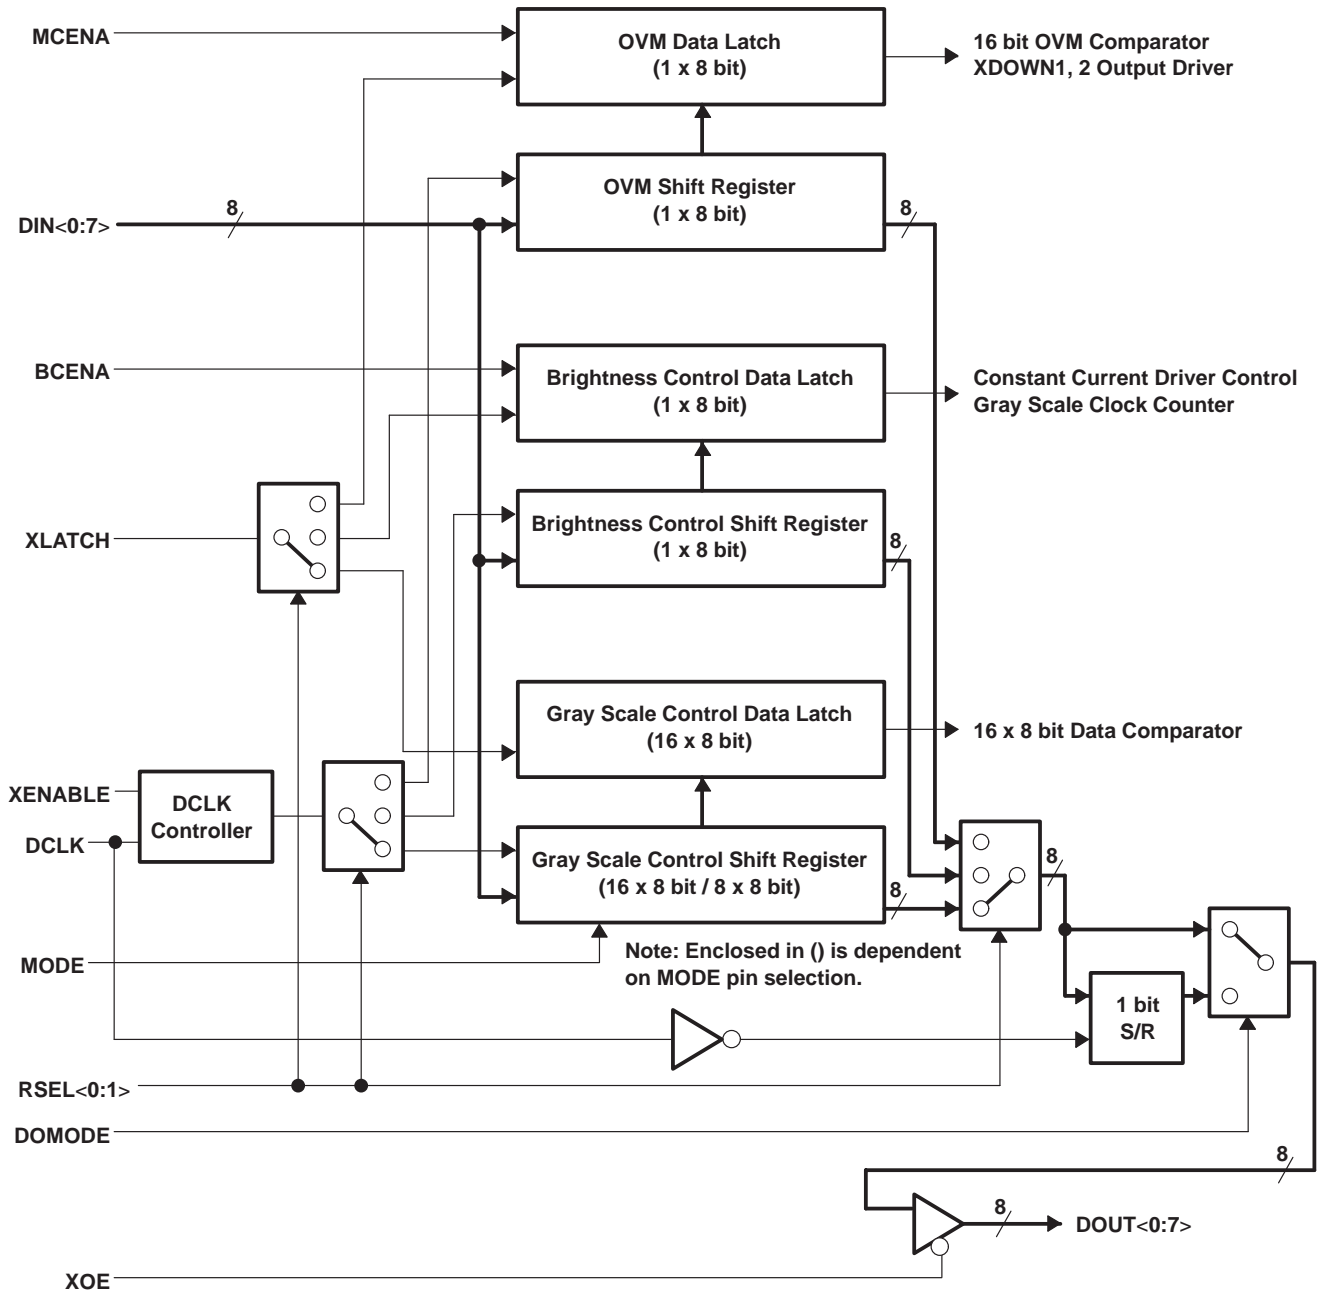 MCENA
OVM Data Latch
(1 x 8 bit)
16 bit OVM Comparator
XDOWN1, 2 Output Driver
OVM Shift Register
(1 x 8 bit)
DIN<0:7>
8
8
BCENA
Brightness Control Data Latch
(1 x 8 bit)
Constant Current Driver Control
Gray Scale Clock Counter
XLATCH
Brightness Control Shift Register
(1 x 8 bit)
8
Gray Scale Control Data Latch
(16 x 8 bit)
16 x 8 bit Data Comparator
XENABLE
DCLK
DCLK
Controller
Gray Scale Control Shift Register
(16 x 8 bit / 8 x 8 bit)
8
8
MODE
Note: Enclosed in () is dependent
on MODE pin selection.
1 bit
S/R
RSEL<0:1>
DOMODE
8
8
DOUT<0:7>
XOE